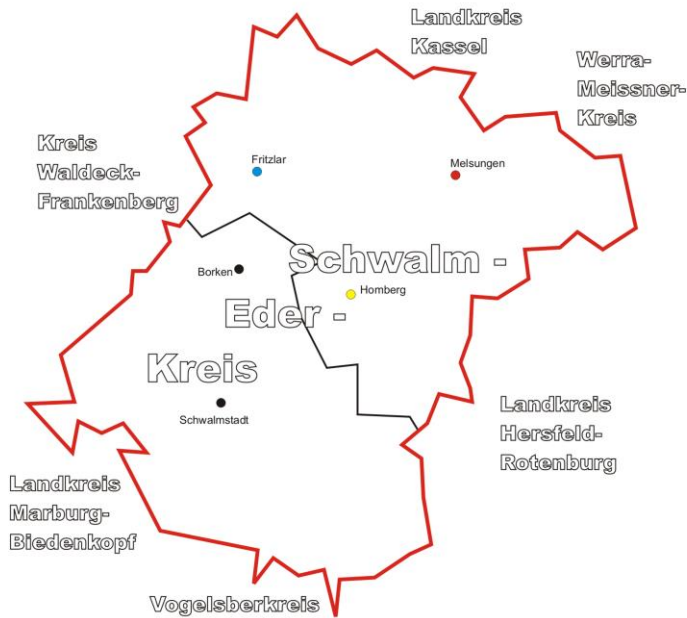 Landkreis
Kassel
Werra-
Meissner-
Kreis
Kreis
Waldeck-
Frankenberg
Fritzlar
Melsungen
Schwalm -
Borken
Homberg
Eder -
Kreis
Schwalmstadt
Landkreis
Hersfeld-
Rotenburg
Landkreis
Marburg-
Biedenkopf
Vogelsberkreis